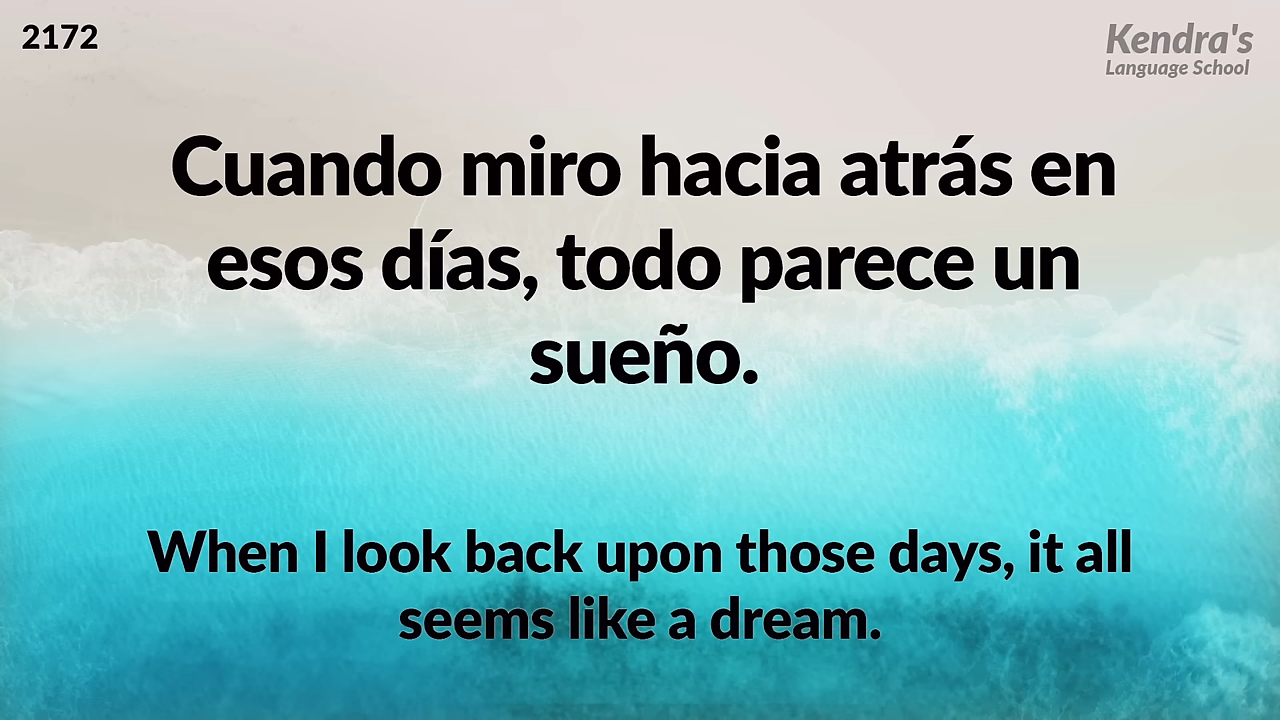 2172
Kendra's
Language School
Cuando miro hacia atrás en
esos días, todo parece un
sueño.
When I look back upon those days, it all
seems like a dream.